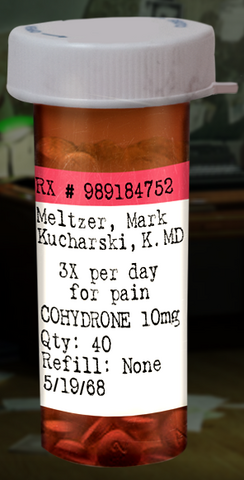 RX # 989184752
Meltzer, Mark
Kucharski, K. MD
3X per day
for pain
COHYDRONE 10mg
Qty: 40
Refill: None
5/19/68